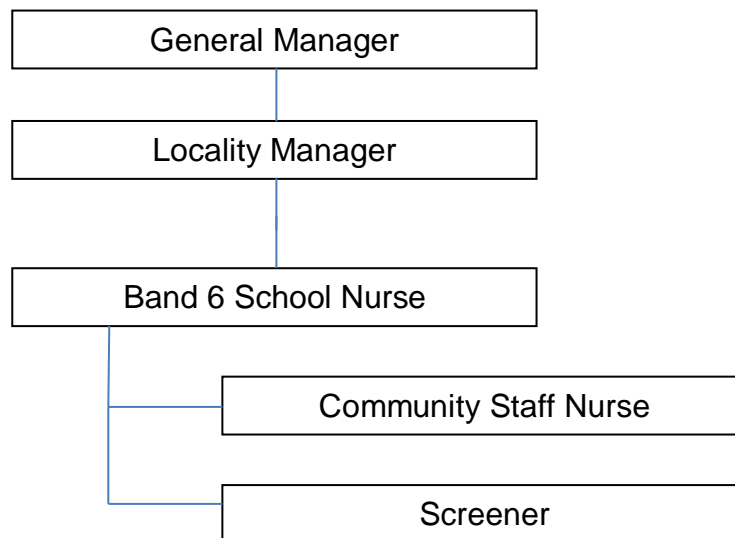 General Manager
Locality Manager
Band 6 School Nurse
Community Staff Nurse
Screener